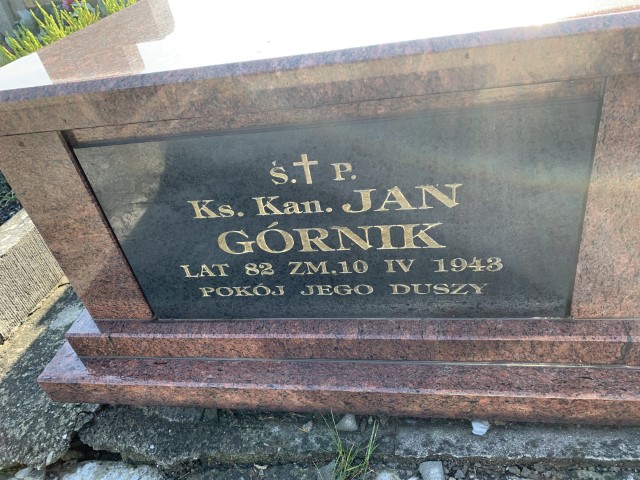 Ś.✝P.
Ks. Kan. JAN
GÓRNIK
LAT 82 ZM.10 IV 1943
POKÓJ JEGO DUSZY